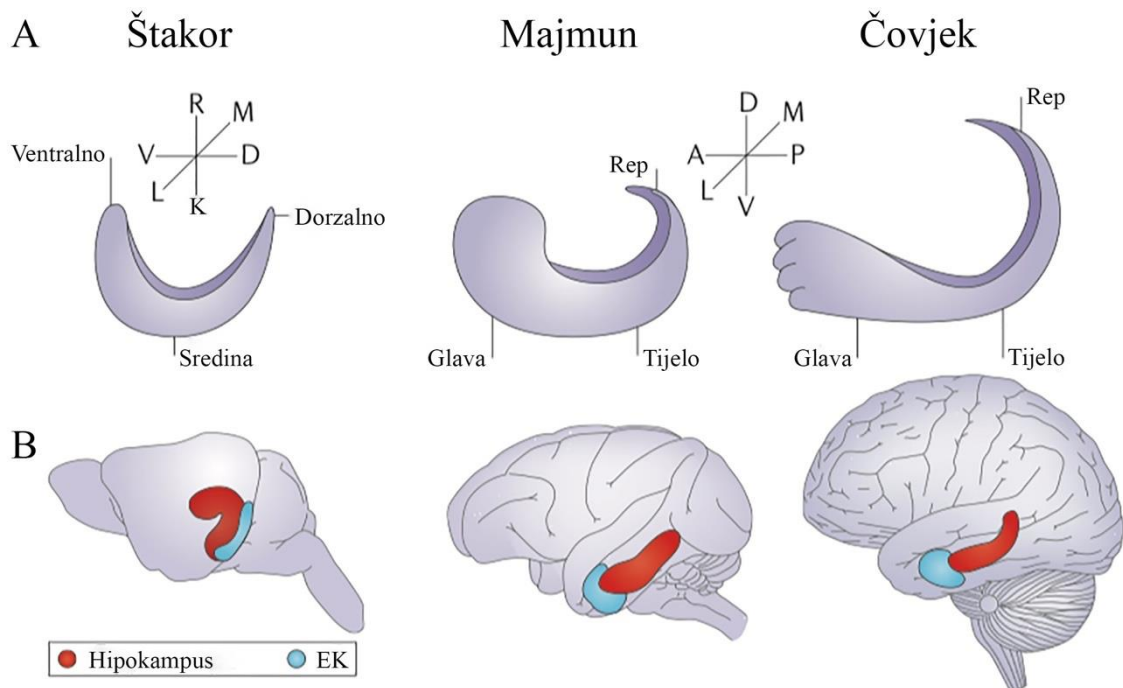 A
Štakor
Majmun
Čovjek
R
M
V
D
L
K
Ventralno
Dorzalno
Sredina
D
M
A
P
L
V
Rep
Glava
Tijelo
Rep
Glava
Tijelo
B
Hipokampus
EK